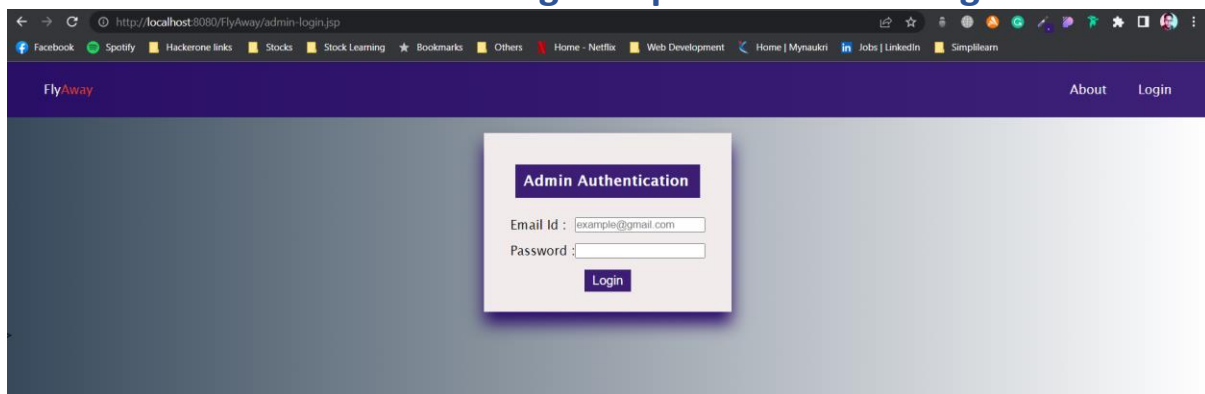 http://localhost:8080/FlyAway/admin-login.jsp
Facebook Spotify Hackerone links Stocks Stock Learning Bookmarks Others Home - Netflix Web Development Home | Mynaukri Jobs | LinkedIn Simplilearn
FlyAway About Login
Admin Authentication
Email Id : example@gmail.com
Password :
Login